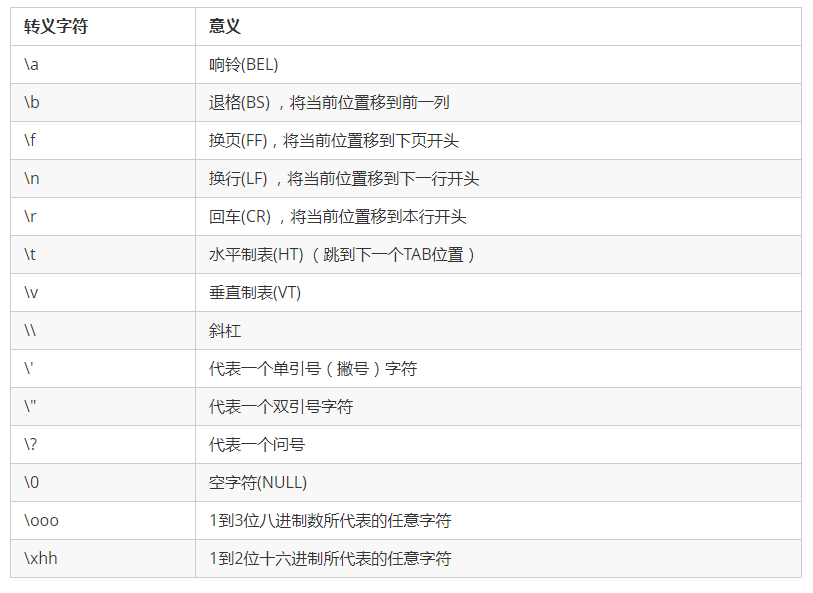 转义字符 意义
\a 响铃(BEL)
\b 退格(BS) ，将当前位置移到前一列
\f 换页(FF)，将当前位置移到下页开头
\n 换行(LF) ，将当前位置移到下一行开头
\r 回车(CR) ，将当前位置移到本行开头
\t 水平制表(HT) （跳到下一个TAB位置）
\v 垂直制表(VT)
\\ 斜杠
\' 代表一个单引号（撇号）字符
\" 代表一个双引号字符
\? 代表一个问号
\0 空字符(NULL)
\ooo 1到3位八进制数所代表的任意字符
\xhh 1到2位十六进制所代表的任意字符